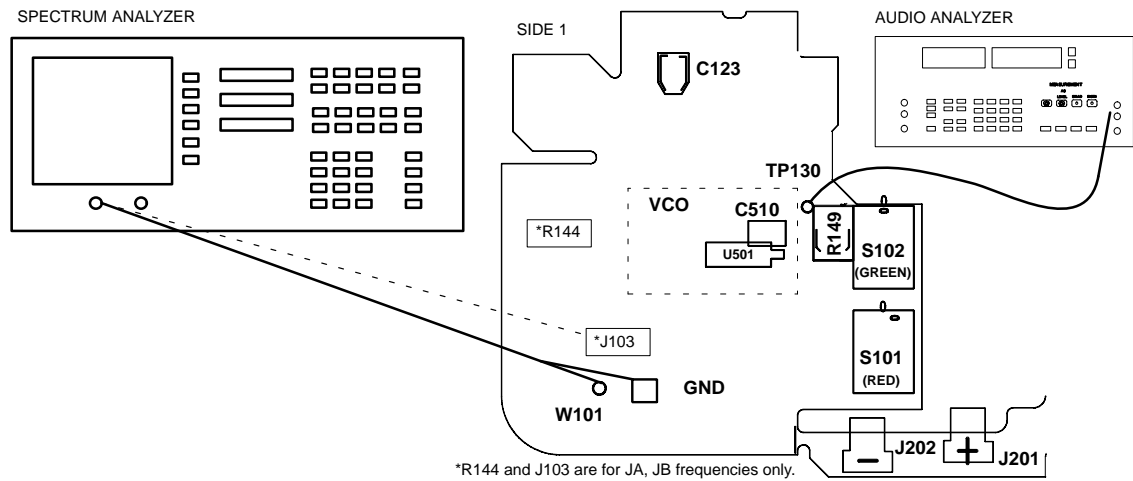 SPECTRUM ANALYZER
SIDE 1
AUDIO ANALYZER
C123
MEASUREMENT
TP130
VCO
C510
*R144
U501
R149
S102
(GREEN)
*J103
S101
(RED)
GND
W101
J202
J201
*R144 and J103 are for JA, JB frequencies only.